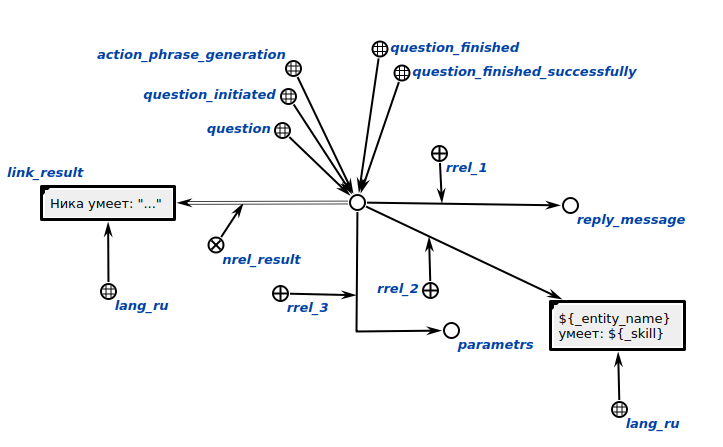 question_finished
action_phrase_generation
question_finished_successfully
question_initiated
question
rrel_1
link_result
Ника умеет: "..."
reply_message
nrel_result
rrel_2
lang_ru
rrel_3
${_entity_name}
умеет: ${_skill}
parametrs
lang_ru